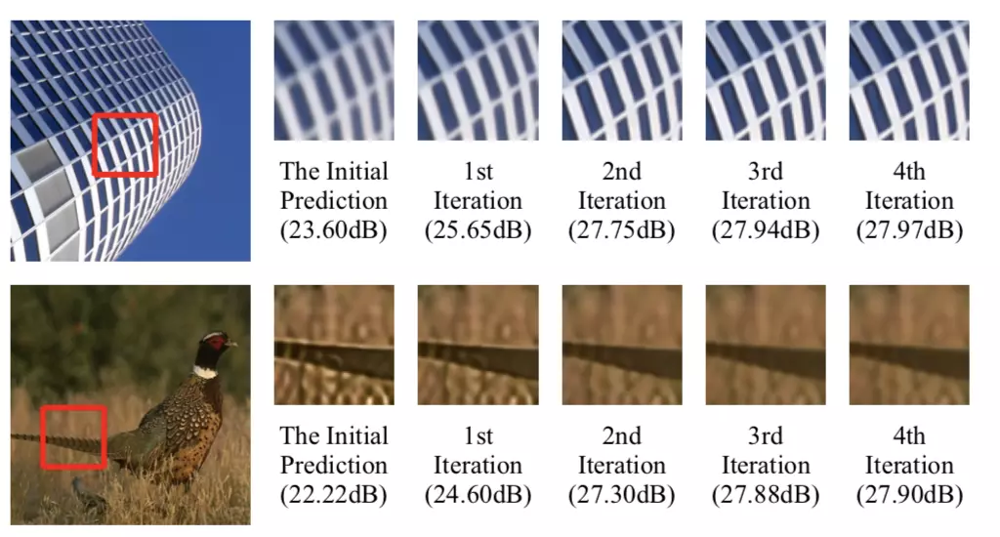 The Initial
Prediction
(23.60dB)
1st
Iteration
(25.65dB)
2nd
Iteration
(27.75dB)
3rd
Iteration
(27.94dB)
4th
Iteration
(27.97dB)
The Initial
Prediction
(22.22dB)
1st
Iteration
(24.60dB)
2nd
Iteration
(27.30dB)
3rd
Iteration
(27.88dB)
4th
Iteration
(27.90dB)